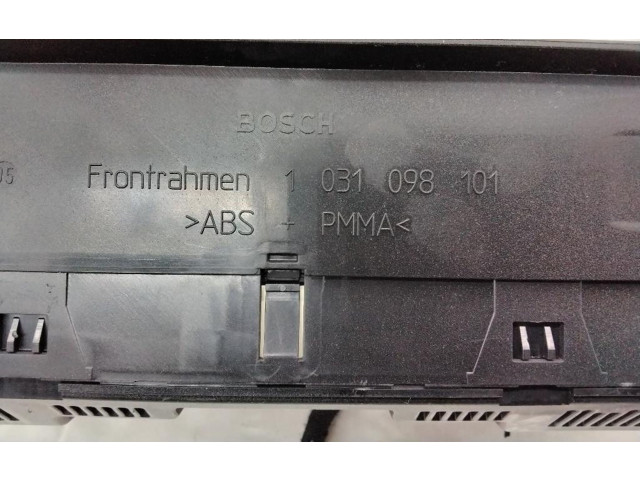 BOSCH
Frontrahmen 1 031 098 101
>ABS + PMMA<